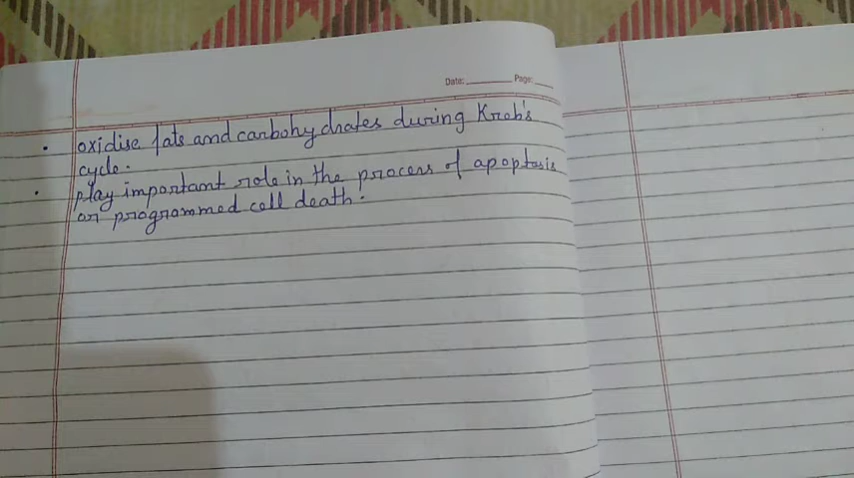 Date: Page:
• oxidise fats and carbohydrates during Kreb's
cycle.
• play important role in the process of apoptosis
or programmed cell death.